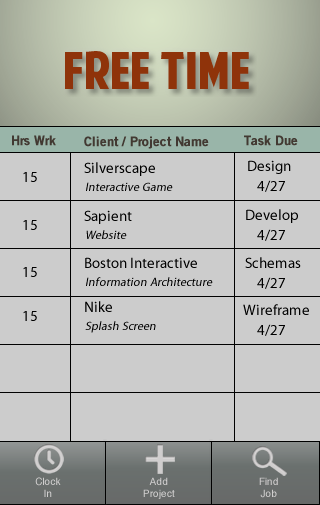 FREE TIME
Hrs Wrk Client / Project Name Task Due
15 Silverscape Design
Interactive Game 4/27
15 Sapient Develop
Website 4/27
15 Boston Interactive Schemas
Information Architecture 4/27
15 Nike Wireframe
Splash Screen 4/27
Clock Add Find
In Project Job